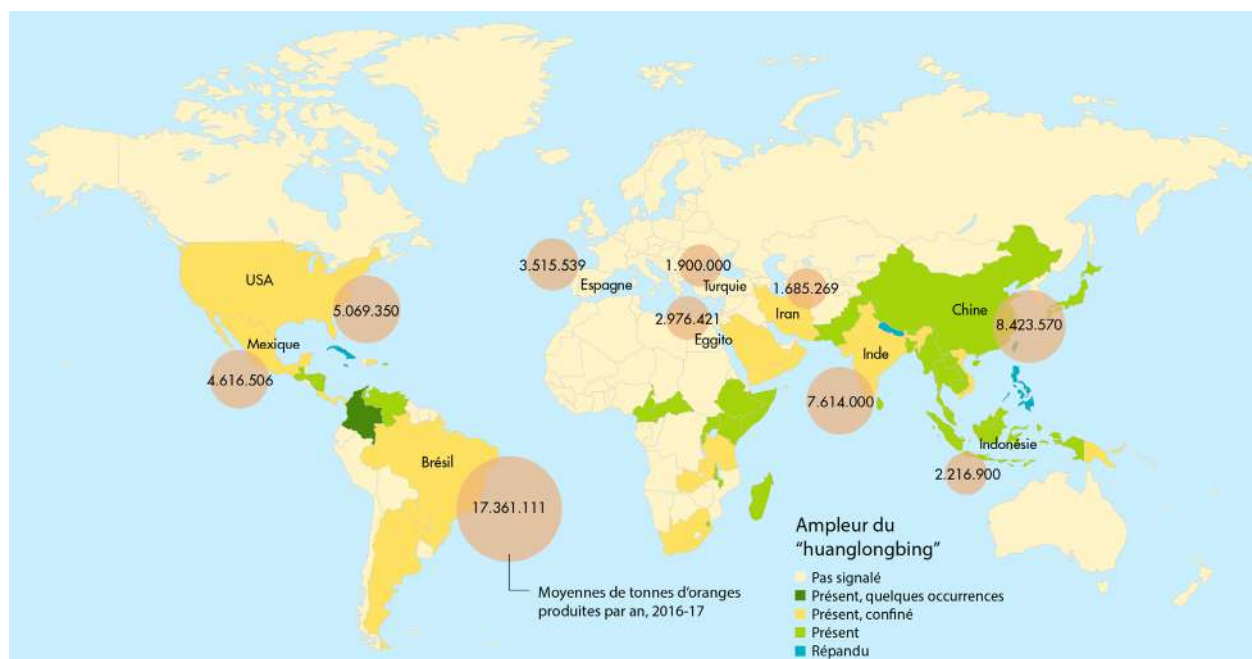 3.515.539
Espagne
1.900.000
Turquie
1.685.269
USA
5.069.350
2.976.421
Eggito
Iran
Chine
8.423.570
Mexique
4.616.506
Inde
7.614.000
Brésil
Indonésie
2.216.900
17.361.111
Moyennes de tonnes d’oranges
produites par an, 2016-17
Ampleur du
“huanglongbing”
Pas signalé
Présent, quelques occurrences
Présent, confiné
Présent
Répandu